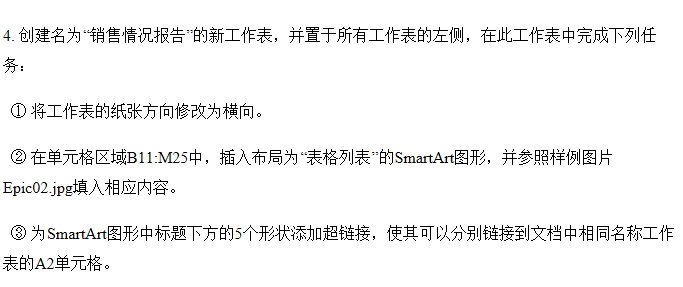 4. 创建名为“销售情况报告”的新工作表，并置于所有工作表的左侧，在此工作表中完成下列任
务：
① 将工作表的纸张方向修改为横向。
② 在单元格区域B11:M25中，插入布局为“表格列表”的SmartArt图形，并参照样例图片
Epic02.jpg填入相应内容。
③ 为SmartArt图形中标题下方的5个形状添加超链接，使其可以分别链接到文档中相同名称工作
表的A2单元格。